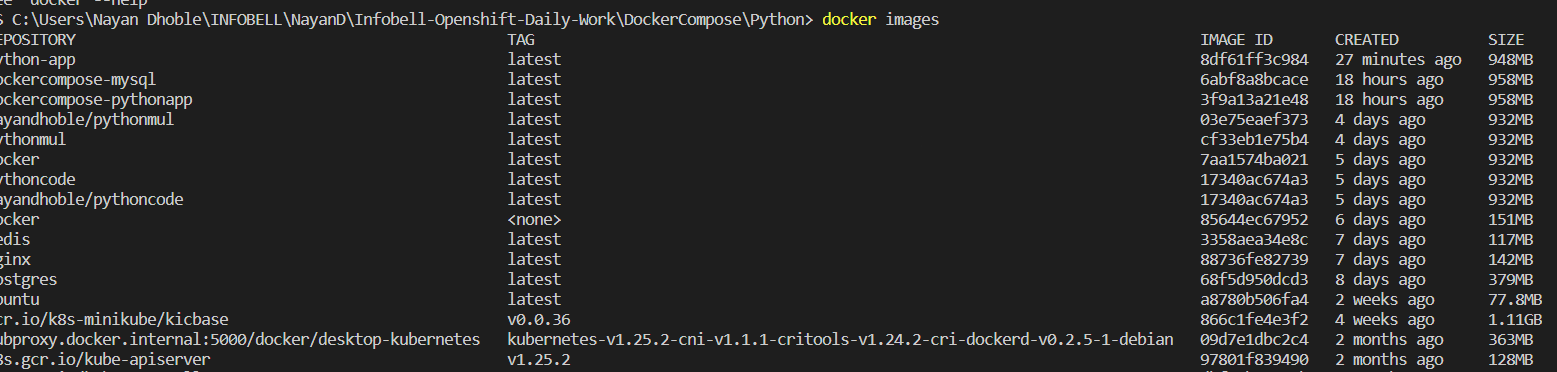 ee 'docker --help'
S C:\Users\Nayan Dhoble\INFOBELL\NayanD\Infobell-Openshift-Daily-Work\DockerCompose\Python> docker images
EPOSITORY TAG IMAGE ID CREATED SIZE
ython-app latest 8df61ff3c984 27 minutes ago 948MB
ockercompose-mysql latest 6abf8a8bcace 18 hours ago 958MB
ockercompose-pythonapp latest 3f9a13a21e48 18 hours ago 958MB
ayandhoble/pythonmul latest 03e75eaef373 4 days ago 932MB
ythonmul latest cf33eb1e75b4 4 days ago 932MB
ocker latest 7aa1574ba021 5 days ago 932MB
ythoncode latest 17340ac674a3 5 days ago 932MB
ayandhoble/pythoncode latest 17340ac674a3 5 days ago 932MB
ocker <none> 85644ec67952 6 days ago 151MB
edis latest 3358aea34e8c 7 days ago 117MB
ginx latest 88736fe82739 7 days ago 142MB
ostgres latest 68f5d950dcd3 8 days ago 379MB
buntu latest a8780b506fa4 2 weeks ago 77.8MB
cr.io/k8s-minikube/kicbase v0.0.36 866c1fe4e3f2 4 weeks ago 1.11GB
ubproxy.docker.internal:5000/docker/desktop-kubernetes kubernetes-v1.25.2-cni-v1.1.1-critools-v1.24.2-cri-dockerd-v0.2.5-1-debian 09d7e1dbc2c4 2 months ago 363MB
8s.gcr.io/kube-apiserver v1.25.2 97801f839490 2 months ago 128MB